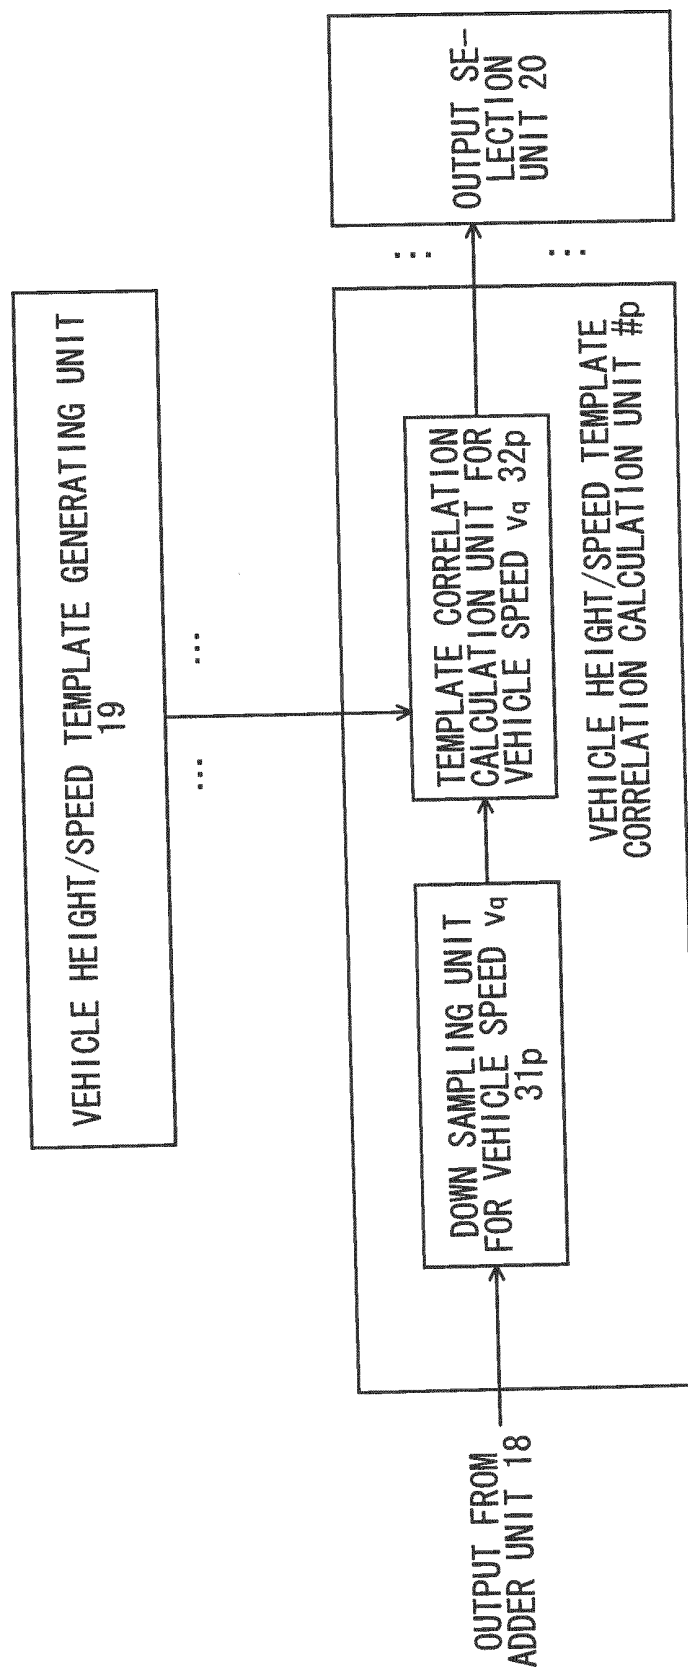 VEHICLE HEIGHT/SPEED TEMPLATE GENERATING UNIT
19
...
...
OUTPUT FROM
ADDER UNIT 18
DOWN SAMPLING UNIT
FOR VEHICLE SPEED Vq
31p
TEMPLATE CORRELATION
CALCULATION UNIT FOR
VEHICLE SPEED Vq 32p
VEHICLE HEIGHT/SPEED TEMPLATE
CORRELATION CALCULATION UNIT #p
...
...
OUTPUT SE-
LECTION
UNIT 20